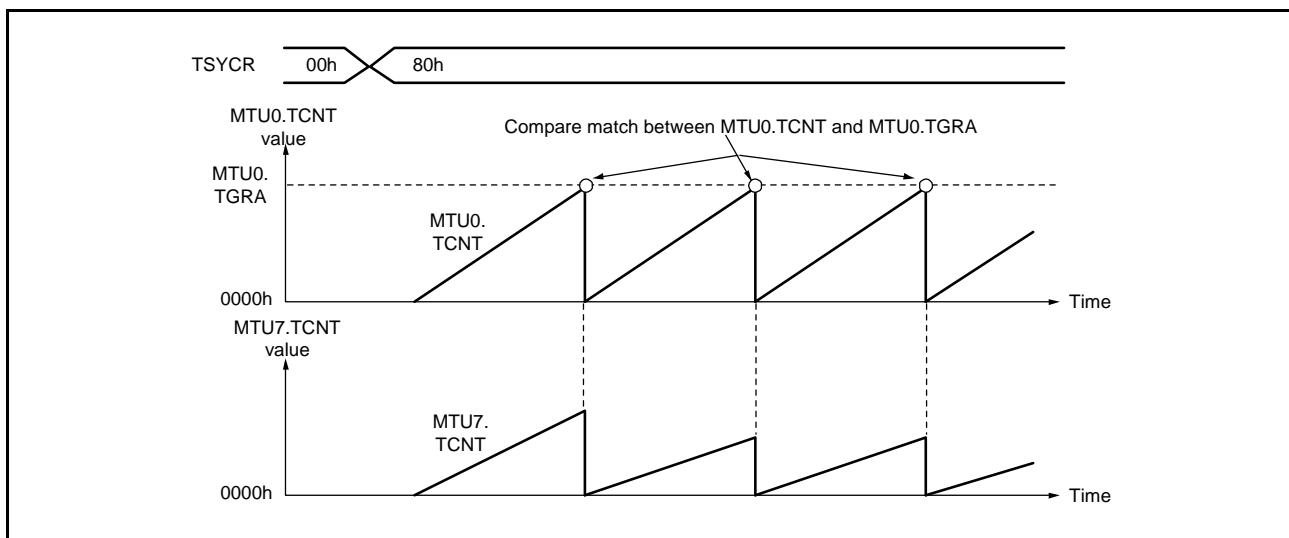 TSYCR 00h 80h
MTU0.TCNT
value
Compare match between MTU0.TCNT and MTU0.TGRA
MTU0.
TGRA
MTU0.
TCNT
0000h
Time
MTU7.TCNT
value
MTU7.
TCNT
0000h
Time